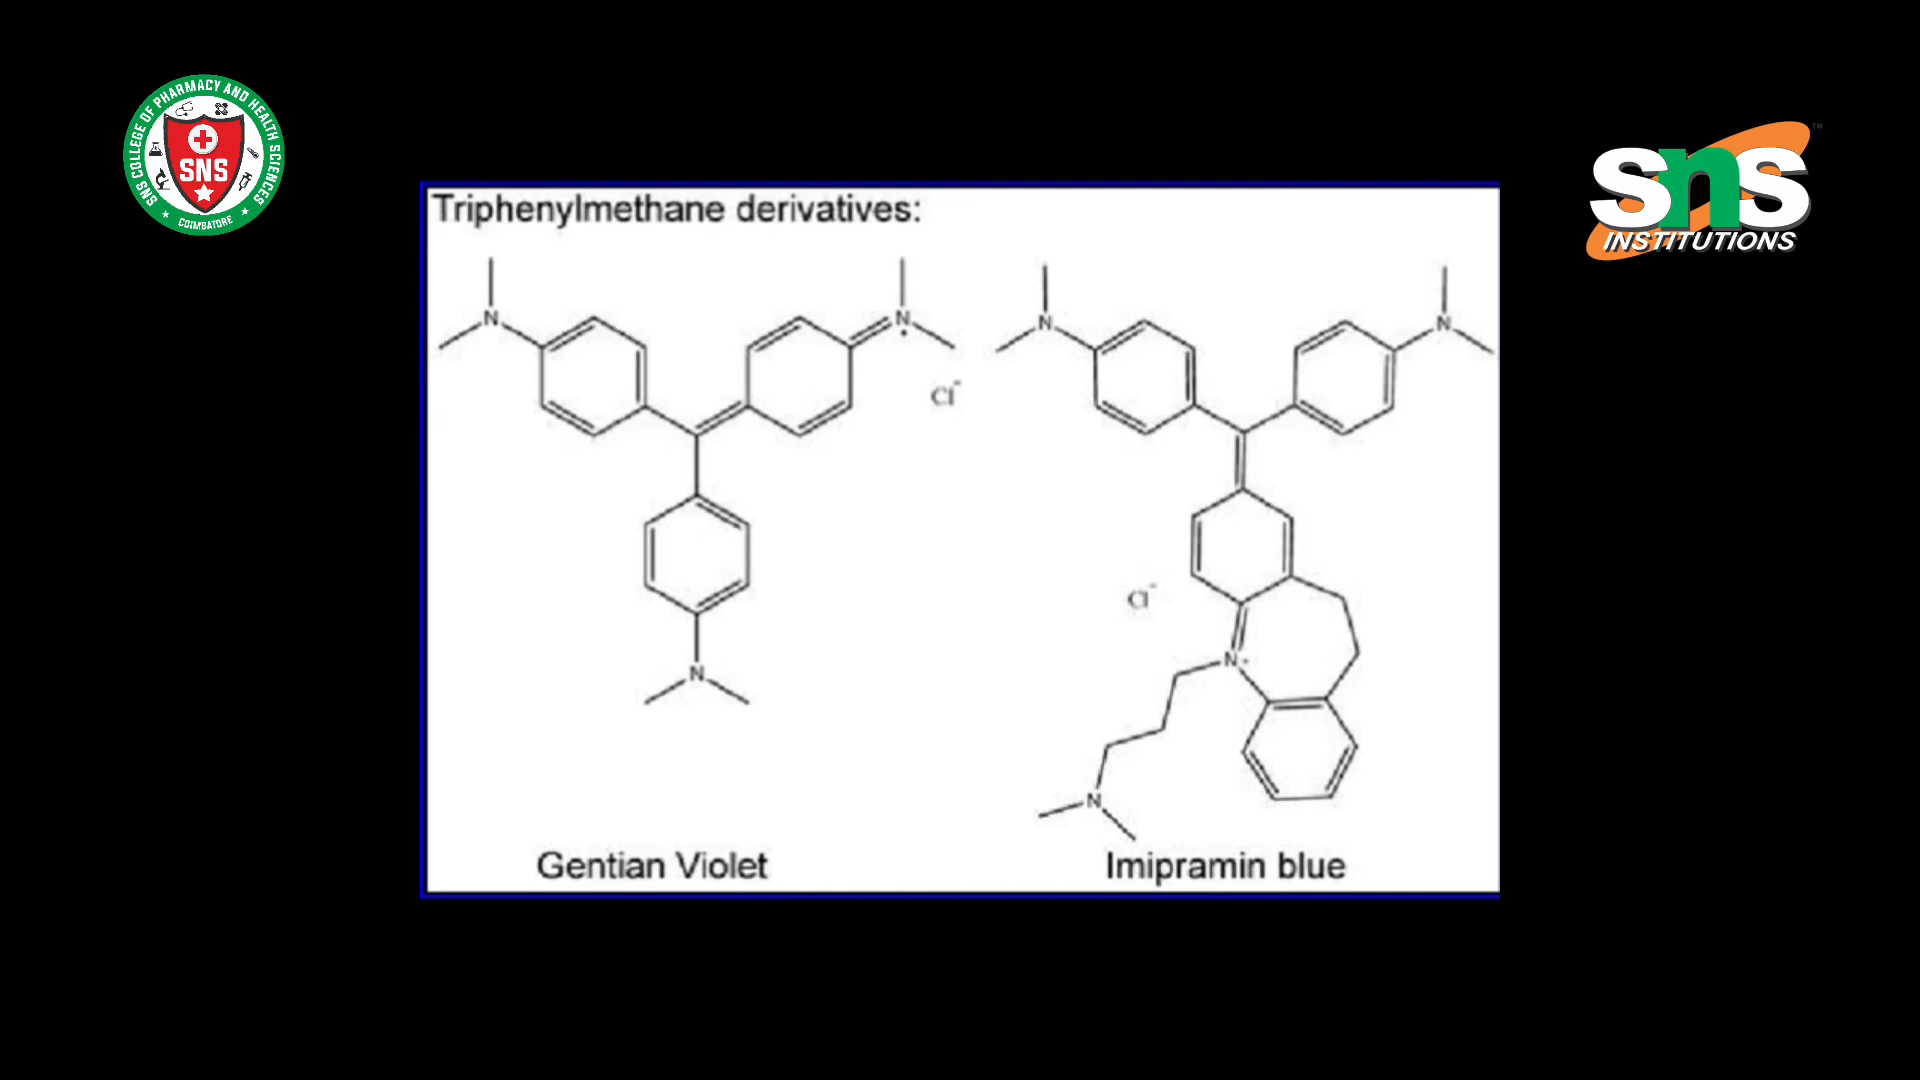 SNS COLLEGE OF PHARMACY AND HEALTH SCIENCES
SNS
COIMBATORE
sns
INSTITUTIONS
TM
Triphenylmethane derivatives:
N
N
Cl-
N
Gentian Violet
N
N
Cl-
N+
N
Imipramin blue